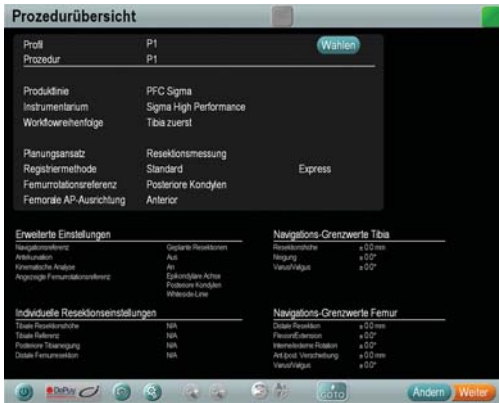 Prozedurübersicht
Profil P1 Wählen
Prozedur P1
Produktlinie PFC Sigma
Instrumentarium Sigma High Performance
Workflowreihenfolge Tibia zuerst
Planungsansatz Resektionsmessung
Registriermethode Standard Express
Femurrotationsreferenz Posteriore Kondylen
Femorale AP-Ausrichtung Anterior
Erweiterte Einstellungen
Navigationsreferenz Geplante Resektionen
Antekurvation Aus
Kinematische Analyse An
Angezeigte Femurrotationsreferenz Epikondyläre Achse
Posteriore Kondylen
Whiteside-Line
Navigations-Grenzwerte Tibia
Resektionshöhe ± 0.0 mm
Neigung ± 0.0°
Varus/Valgus ± 0.0°
Individuelle Resektionseinstellungen
Tibiale Resektionshöhe N/A
Tibiale Referenz N/A
Posteriore Tibianeigung N/A
Distale Femurresektion N/A
Navigations-Grenzwerte Femur
Distale Resektion ± 0.0 mm
Flexion/Extension ± 0.0°
Interne/externe Rotation ± 0.0°
Ant./post. Verschiebung ± 0.0 mm
Varus/Valgus ± 0.0°
DePuy Goto Ändern Weiter